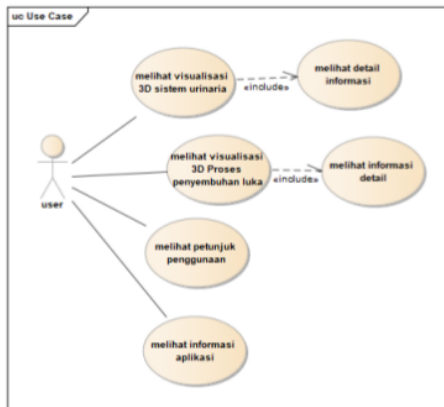 uc Use Case
melihat visualisasi
3D sistem urinaria
«include»
melihat detail
informasi
melihat visualisasi
3D Proses
penyembuhan luka
«include»
melihat informasi
detail
user
melihat petunjuk
penggunaan
melihat informasi
aplikasi